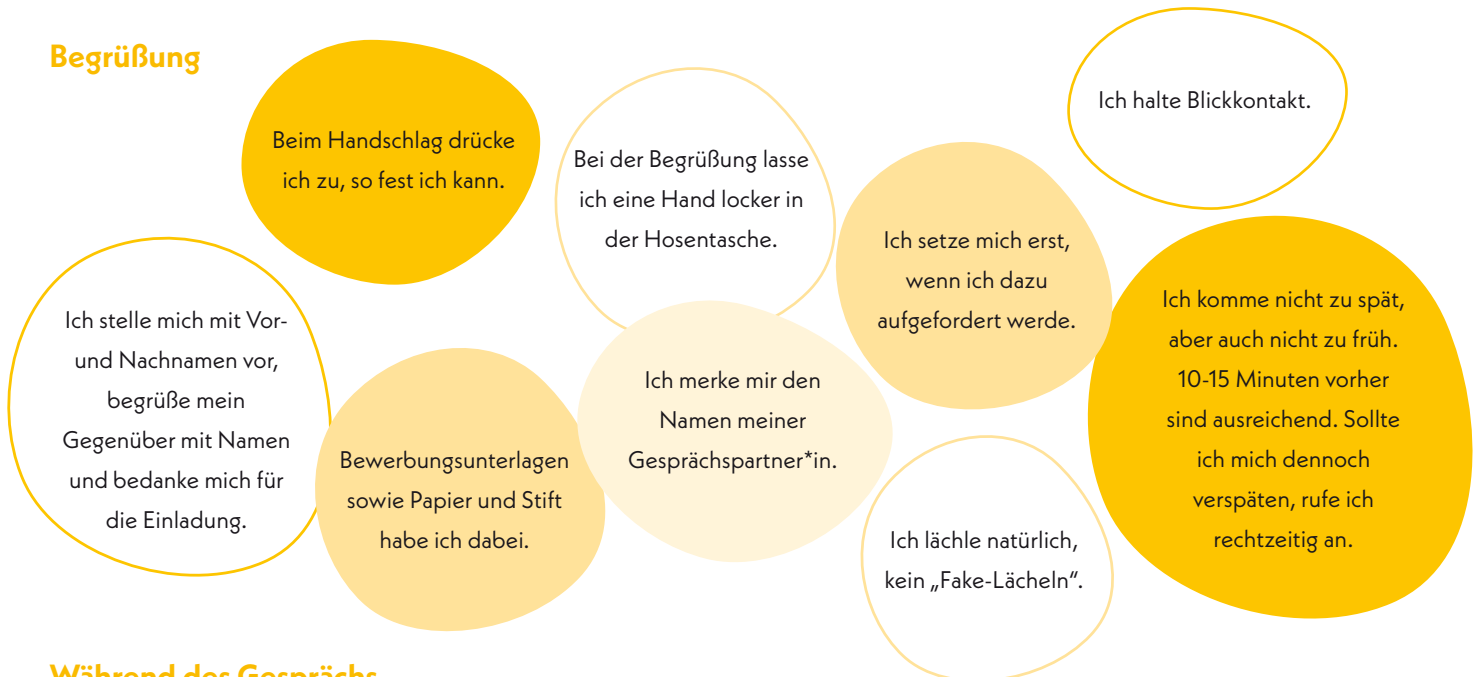 Begrüßung
Beim Handschlag drücke
ich zu, so fest ich kann.
Bei der Begrüßung lasse
ich eine Hand locker in
der Hosentasche.
Ich halte Blickkontakt.
Ich setze mich erst,
wenn ich dazu
aufgefordert werde.
Ich stelle mich mit Vor-
und Nachnamen vor,
begrüße mein
Gegenüber mit Namen
und bedanke mich für
die Einladung.
Bewerbungsunterlagen
sowie Papier und Stift
habe ich dabei.
Ich merke mir den
Namen meiner
Gesprächspartner*in.
Ich komme nicht zu spät,
aber auch nicht zu früh.
10-15 Minuten vorher
sind ausreichend. Sollte
ich mich dennoch
verspäten, rufe ich
rechtzeitig an.
Ich lächle natürlich,
kein „Fake-Lächeln“.
Während des Gesprächs